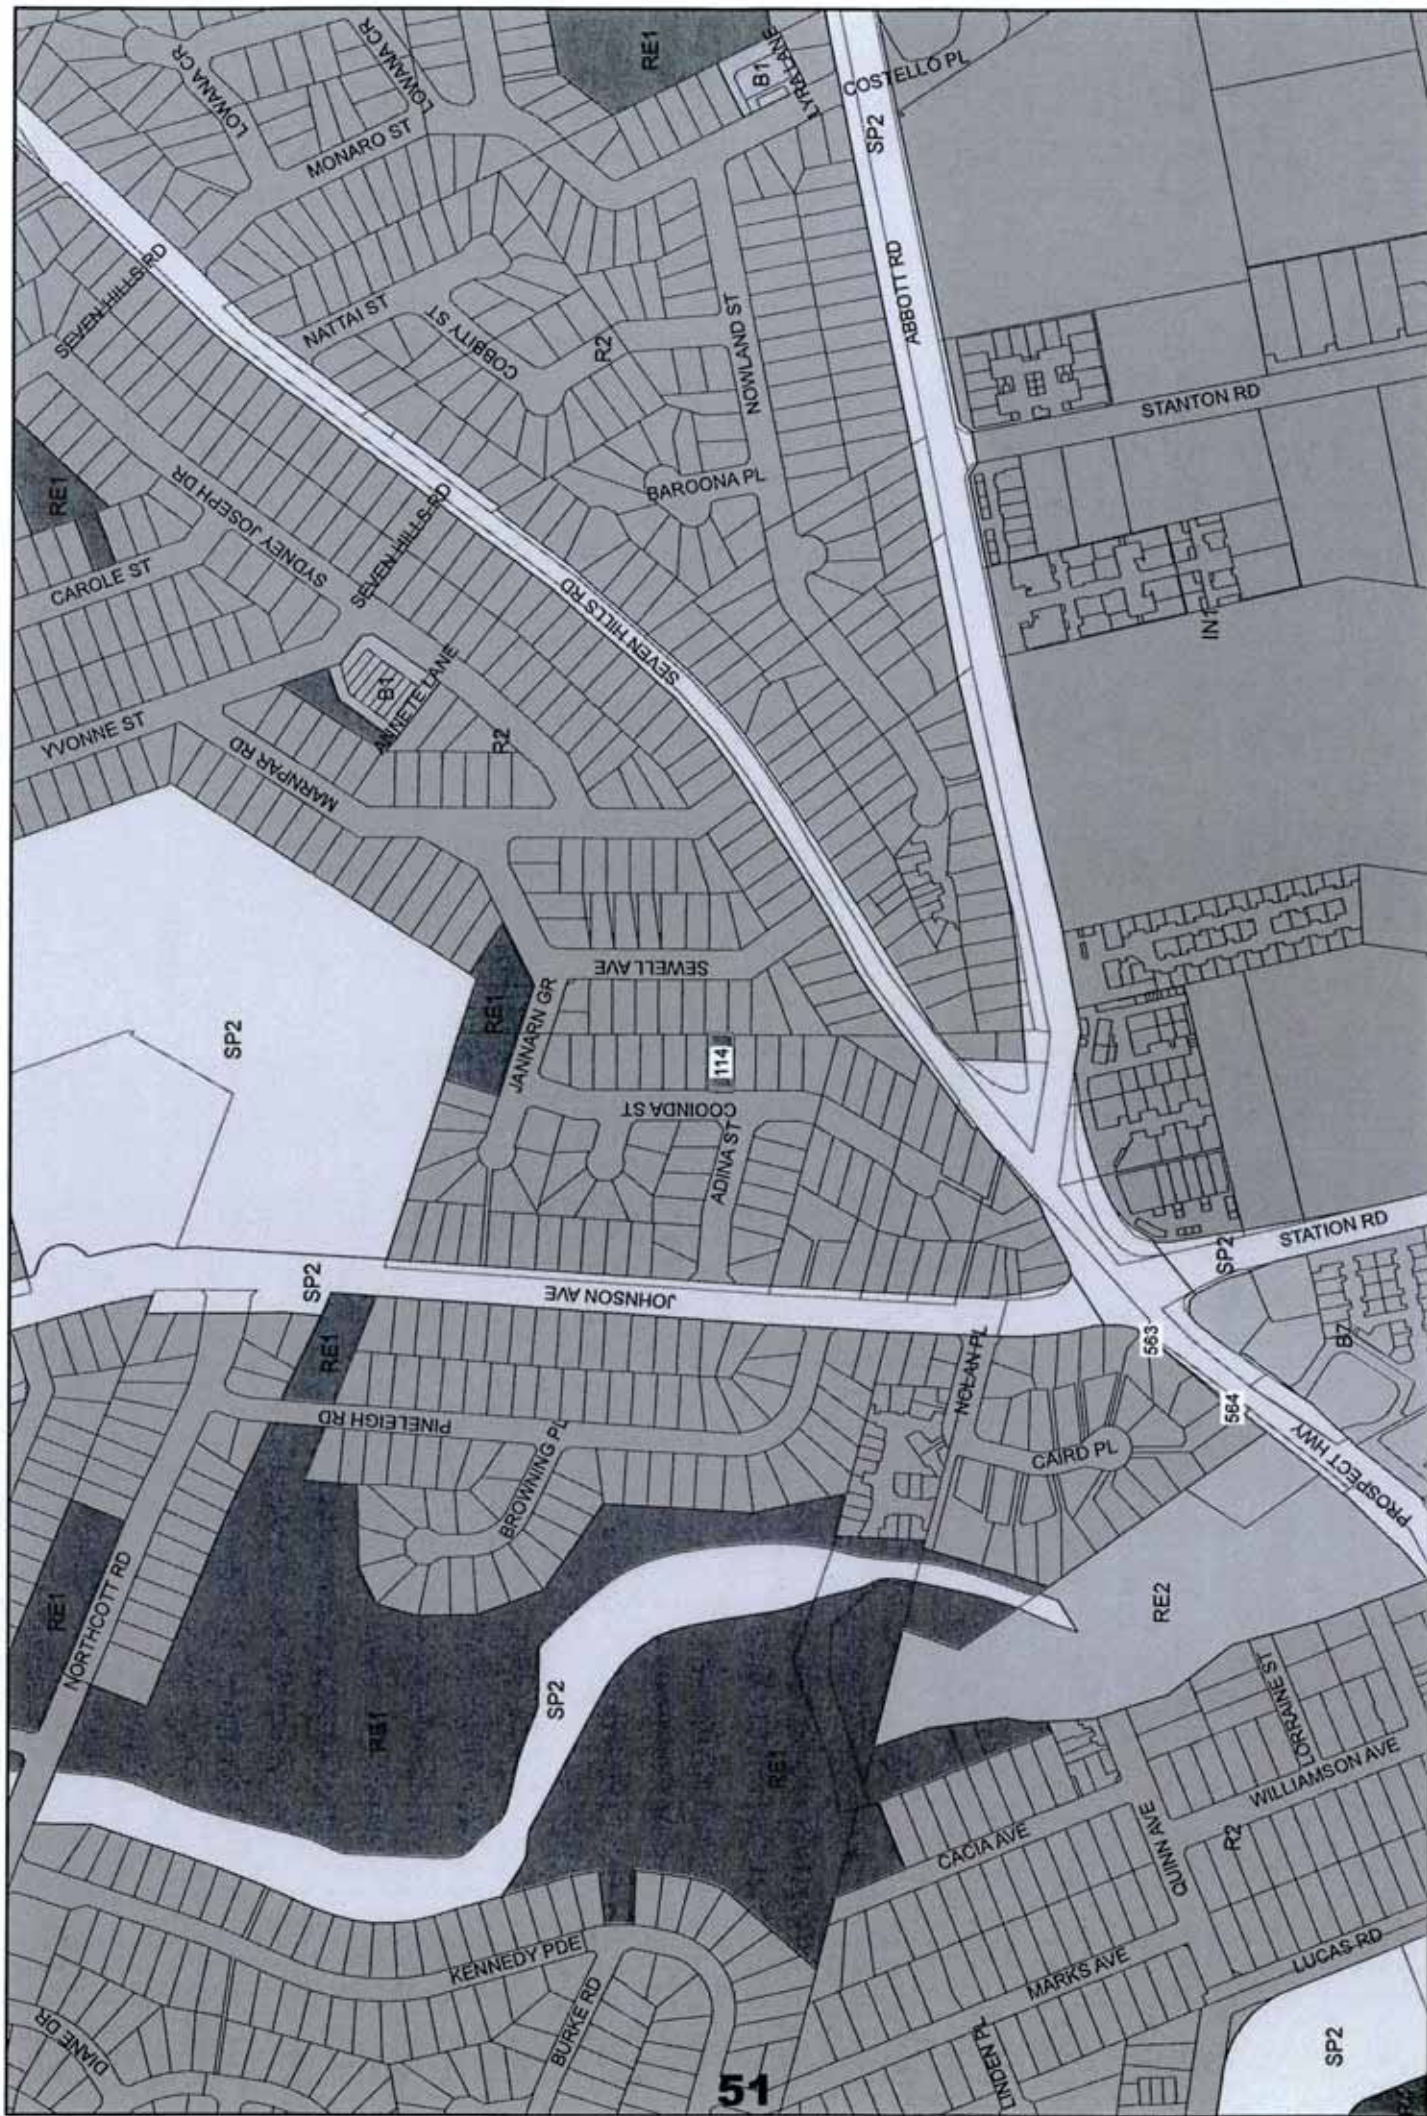 LOWANA CR
LOWANA CR
RE1
LYRA LANE
B1
COSTELLO PL
SP2
MONARO ST
SEVEN HILLS RD
NATTAI ST
COBBITY ST
R2
NOWLAND ST
ABBOTT RD
STANTON RD
RE1
SYDNEY JOSEPH DR
SEVEN HILLS RD
BAROONA PL
CAROLE ST
SEVEN HILLS RD
IN1
YVONNE ST
B1
ANNETE LANE
R2
MARNPAR RD
SEWELL AVE
SP2
RE1
JANNARN GR
114
COOINDA ST
ADINA ST
STATION RD
SP2
SP2
JOHNSON AVE
RE1
563
B7
NOLAN PL
564
PINELEIGH RD
BROWNING PL
CAIRD PL
PROSPECT HWY
RE1
NORTHCOTT RD
RE2
SP2
RE1
RE1
LORRAINE ST
WILLIAMSON AVE
CACIA AVE
QUINN AVE
R2
KENNEDY PDE
MARKS AVE
LUCAS RD
DIANE DR
BURKE RD
LINDEN PL
SP2
51